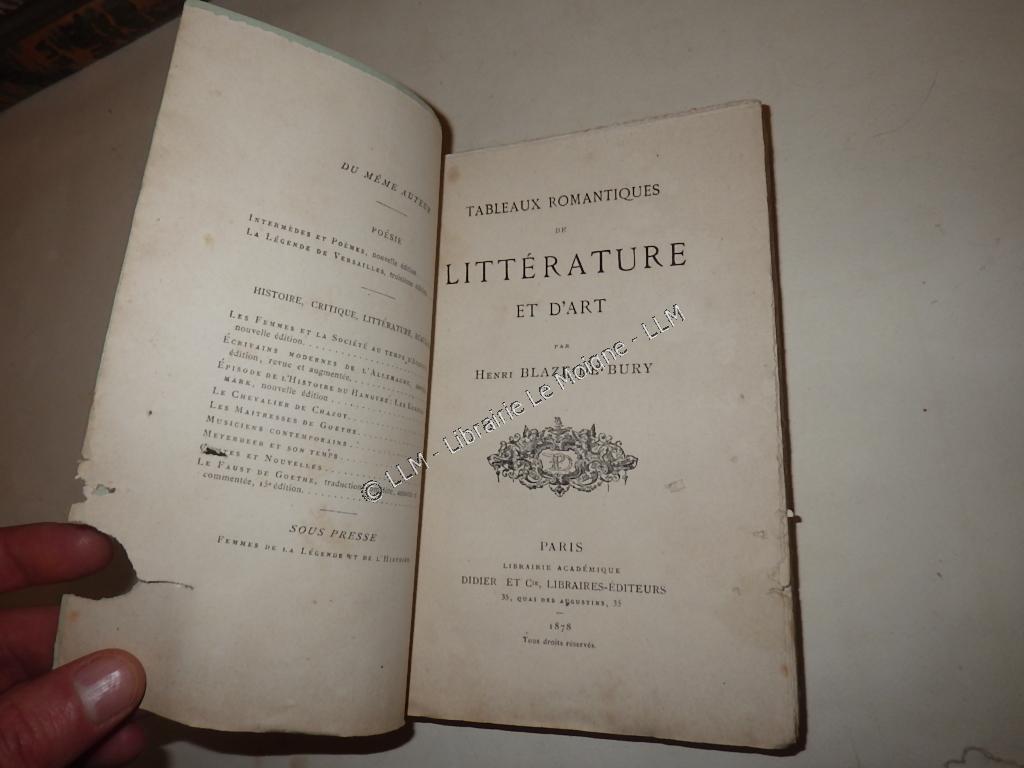 DU MÊME AUTEUR
POÉSIE
INTERMÈDES ET POÈMES, nouvelle édition.
LA LÉGENDE DE VERSAILLES, troisième édition.
HISTOIRE, CRITIQUE, LITTÉRATURE,
LES FEMMES ET LA SOCIÉTÉ AU TEMPS
nouvelle édition.
ÉCRIVAINS MODERNES DE L'ALLEMAGNE,
édition, revue et augmentée.
ÉPISODE DE L'HISTOIRE DU HANOVRE: LES
MARK, nouvelle édition
LE CHEVALIER DE CHAZOT.
LES MAITRESSES DE GOETHE.
MUSICIENS CONTEMPORAINS.
MEYERBEER ET SON TEMPS
CONTES ET NOUVELLES
LE FAUST DE GOETHE, traduction
commentée, 13e édition.
SOUS PRESSE
FEMMES DE LA LÉGENDE ET DE L'HISTOIRE
TABLEAUX ROMANTIQUES
DE
LITTÉRATURE
ET D'ART
PAR
HENRI BLAZE DE BURY
PARIS
LIBRAIRIE ACADÉMIQUE
DIDIER ET Cie, LIBRAIRES-ÉDITEURS
35, QUAI DES AUGUSTINS, 35
1878
Tous droits réservés.
© LLM - Librairie Le Moigne - LLM